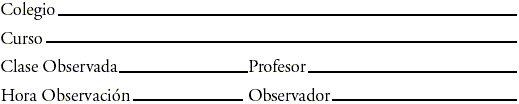 Colegio
Curso
Clase Observada Profesor
Hora Observación Observador